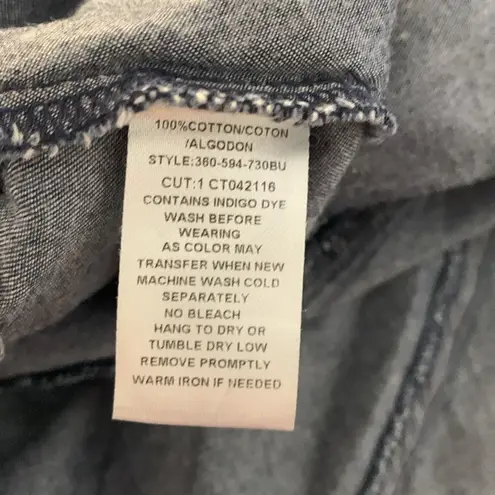 100%COTTON/COTON
/ALGODON
STYLE:360-594-730BU
CUT:1 CT042116
CONTAINS INDIGO DYE
WASH BEFORE
WEARING
AS COLOR MAY
TRANSFER WHEN NEW
MACHINE WASH COLD
SEPARATELY
NO BLEACH
HANG TO DRY OR
TUMBLE DRY LOW
REMOVE PROMPTLY
WARM IRON IF NEEDED